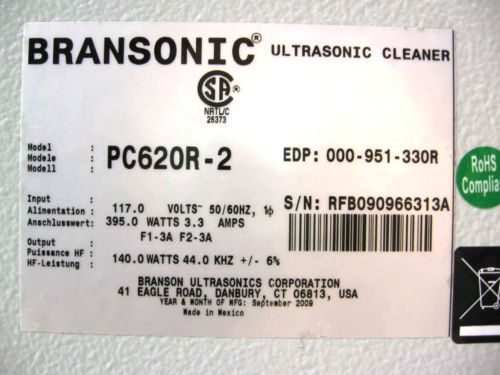 BRANSONIC® ULTRASONIC CLEANER
SA
NRTL/C
26373
Model :
Modele :
Modell :
PC620R-2
EDP: 000-951-330R
RoHS
Compliant
Input :
Alimentation : 117.0 VOLTS~ 50/60HZ, 1ϕ
Anschlusswert: 395.0 WATTS 3.3 AMPS
F1-3A F2-3A
S/N: RFB090966313A
Output :
Puissance HF :
HF-Leistung : 140.0 WATTS 44.0 KHZ +/- 6%
BRANSON ULTRASONICS CORPORATION
41 EAGLE ROAD, DANBURY, CT 06813, USA
YEAR & MONTH OF MFG: September 2009
Made in Mexico